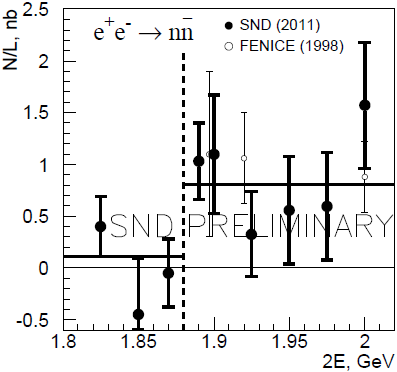 N/L, nb
2.5
2
1.5
1
0.5
0
-0.5
e⁺e⁻ → nn̅
SND (2011)
FENICE (1998)
SND PRELIMINARY
1.8
1.85
1.9
1.95
2
2E, GeV